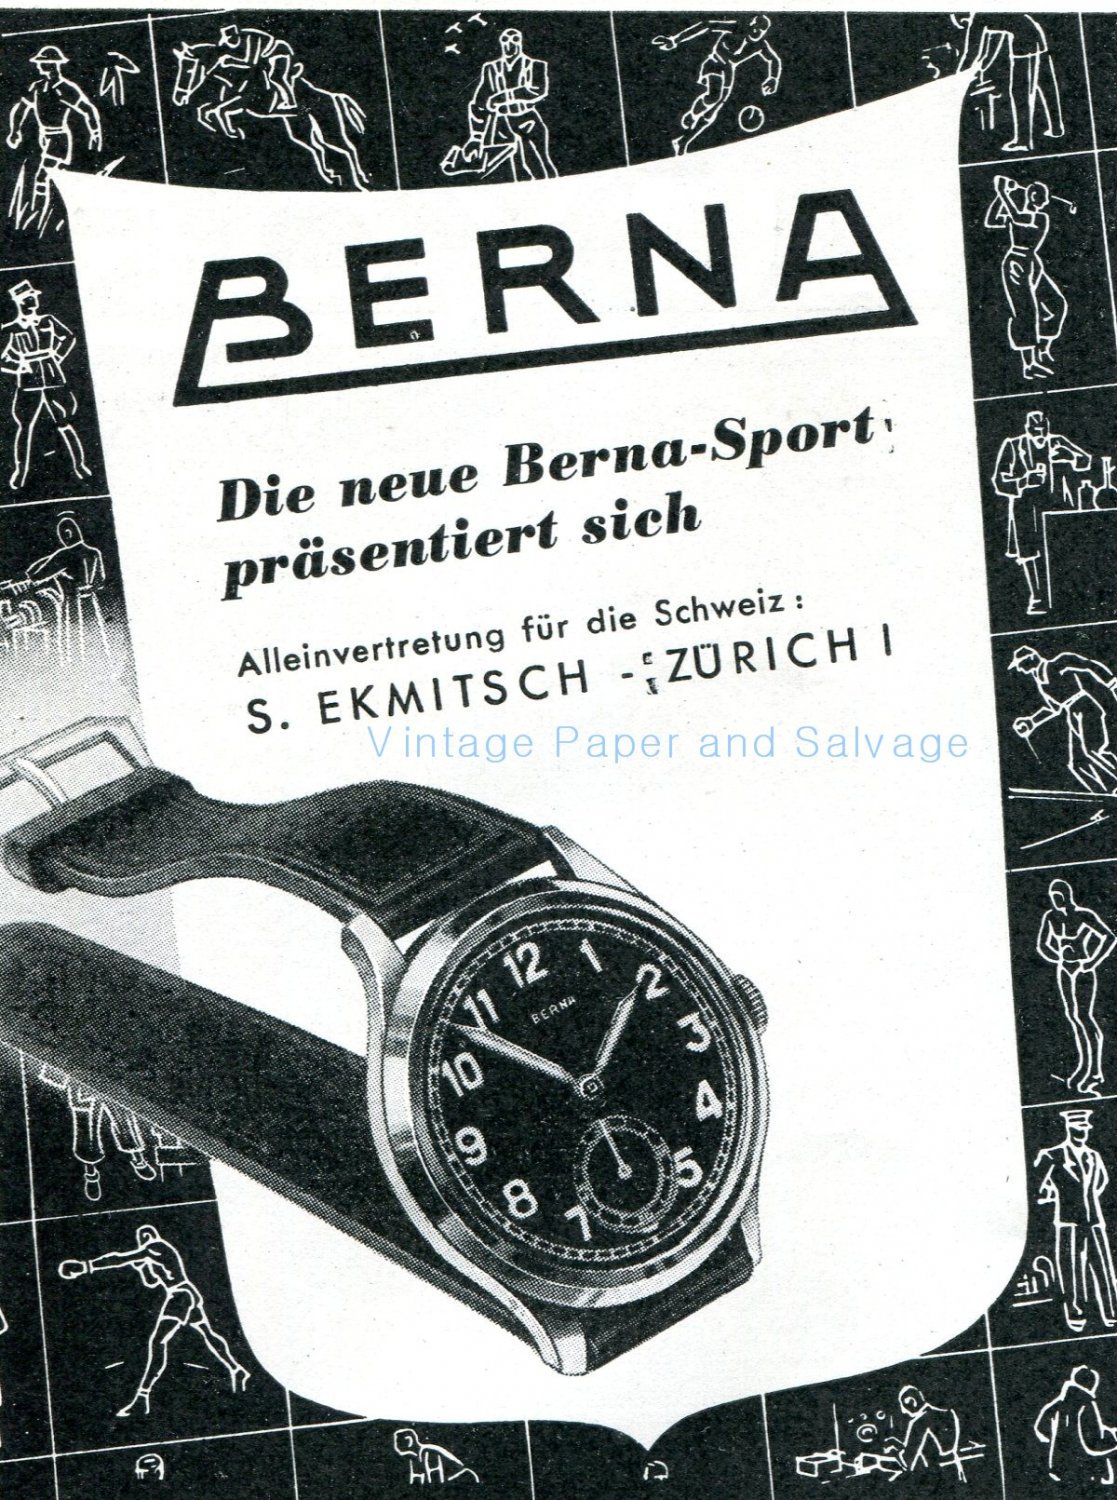 BERNA
Die neue Berna-Sport
präsentiert sich
Alleinvertretung für die Schweiz:
S. EKMITSCH - ZÜRICH I
Vintage Paper and Salvage
BERNA
12
1
2
3
4
5
7
8
9
10
11